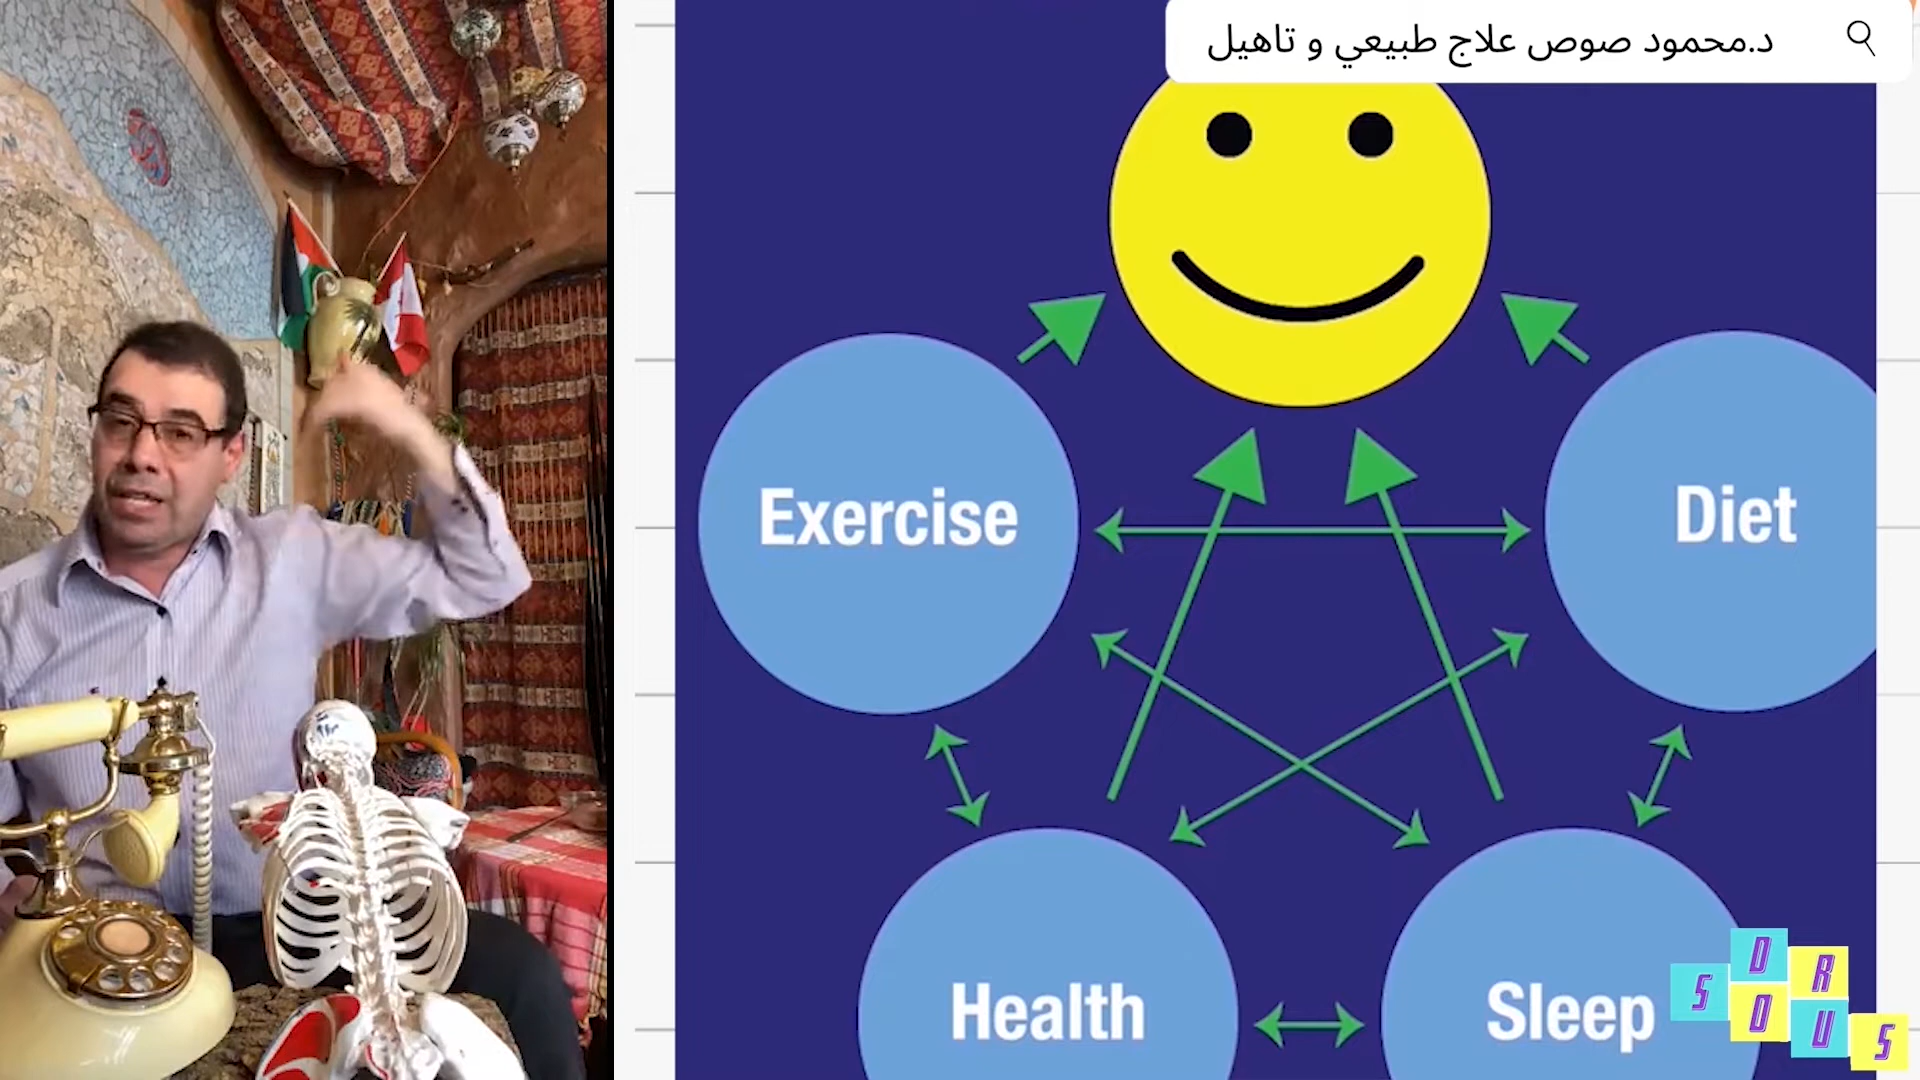 د.محمود صوص علاج طبيعي و تاهيل
Exercise
Diet
Health
Sleep
D R
S O U S